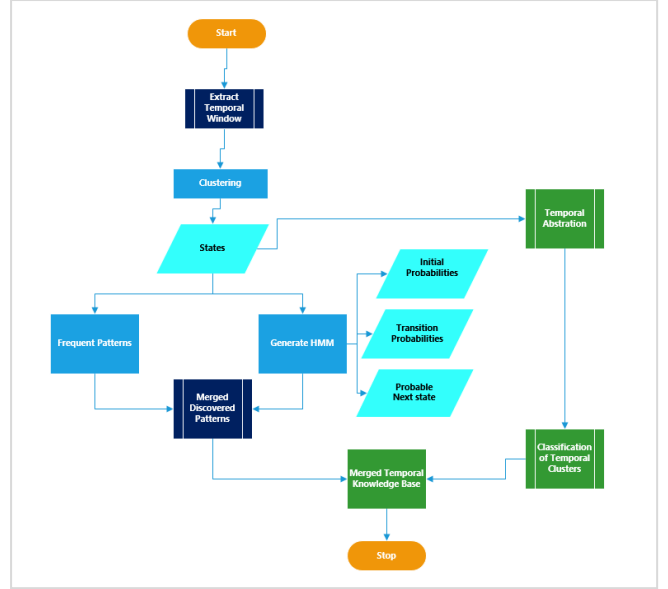 Start
Extract
Temporal
Window
Clustering
Temporal
Abstration
States
Initial
Probabilities
Transition
Probabilities
Frequent Patterns
Generate HMM
Probable
Next state
Merged
Discovered
Patterns
Classification
of Temporal
Clusters
Merged Temporal
Knowledge Base
Stop